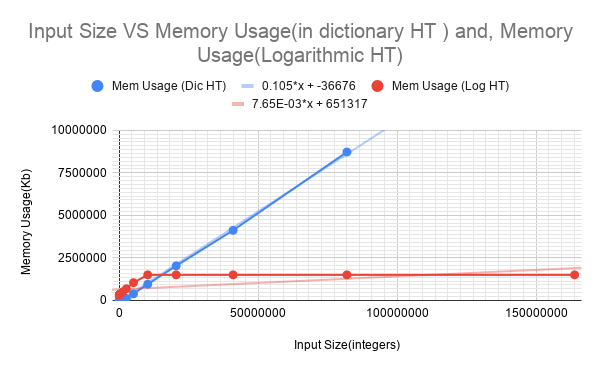 Input Size VS Memory Usage(in dictionary HT ) and, Memory
Usage(Logarithmic HT)
Mem Usage (Dic HT) 0.105*x + -36676 Mem Usage (Log HT)
7.65E-03*x + 651317
10000000
7500000
5000000
2500000
0
Memory Usage(Kb)
0 50000000 100000000 150000000
Input Size(integers)